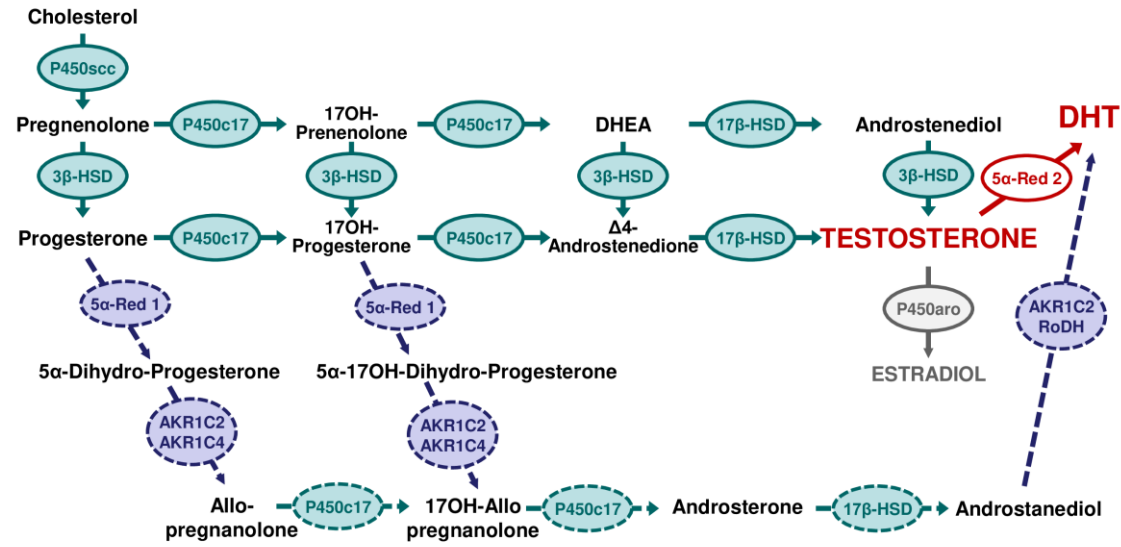 Cholesterol
P450scc
Pregnenolone
P450c17
17OH-
Prenenolone
P450c17
DHEA
17β-HSD
Androstenediol
DHT
3β-HSD
3β-HSD
3β-HSD
3β-HSD
5α-Red 2
Progesterone
P450c17
17OH-
Progesterone
P450c17
Δ4-
Androstenedione
17β-HSD
TESTOSTERONE
5α-Red 1
5α-Red 1
P450aro
AKR1C2
RoDH
5α-Dihydro-Progesterone
5α-17OH-Dihydro-Progesterone
ESTRADIOL
AKR1C2
AKR1C4
AKR1C2
AKR1C4
Allo-
pregnanolone
P450c17
17OH-Allo
pregnanolone
P450c17
Androsterone
17β-HSD
Androstanediol